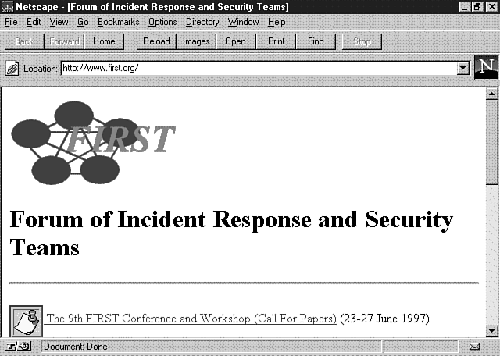 Netscape - [Forum of Incident Response and Security Teams]
File Edit View Go Bookmarks Options Directory Window Help
Back Forward Home Reload Images Open Print Find Stop
Location: http://www.first.org/
N
FIRST
Forum of Incident Response and Security
Teams
The 9th FIRST Conference and Workshop (Call For Papers) (23-27 June 1997)
Document: Done